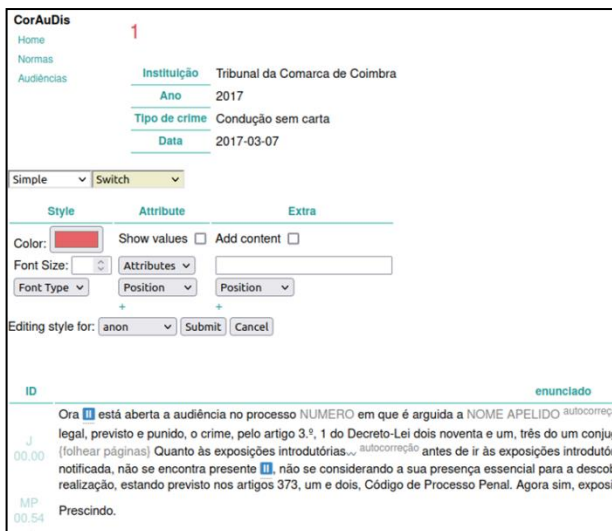 CorAuDis
Home
Normas
Audiências
1
Instituição Tribunal da Comarca de Coimbra
Ano 2017
Tipo de crime Condução sem carta
Data 2017-03-07
Simple Switch
Style Attribute Extra
Color: Show values Add content
Font Size: Attributes
Font Type Position Position
+ +
Editing style for: anon Submit Cancel
ID enunciado
Ora está aberta a audiência no processo NUMERO em que é arguida a NOME APELIDO autocorreç
legal, previsto e punido, o crime, pelo artigo 3.º, 1 do Decreto-Lei dois noventa e um, três do um conju
J
00.00
{folhear páginas} Quanto às exposições introdutórias autocorreção antes de ir às exposições introdutór
notificada, não se encontra presente , não se considerando a sua presença essencial para a descob
realização, estando previsto nos artigos 373, um e dois, Código de Processo Penal. Agora sim, exposi
MP
00.54
Prescindo.